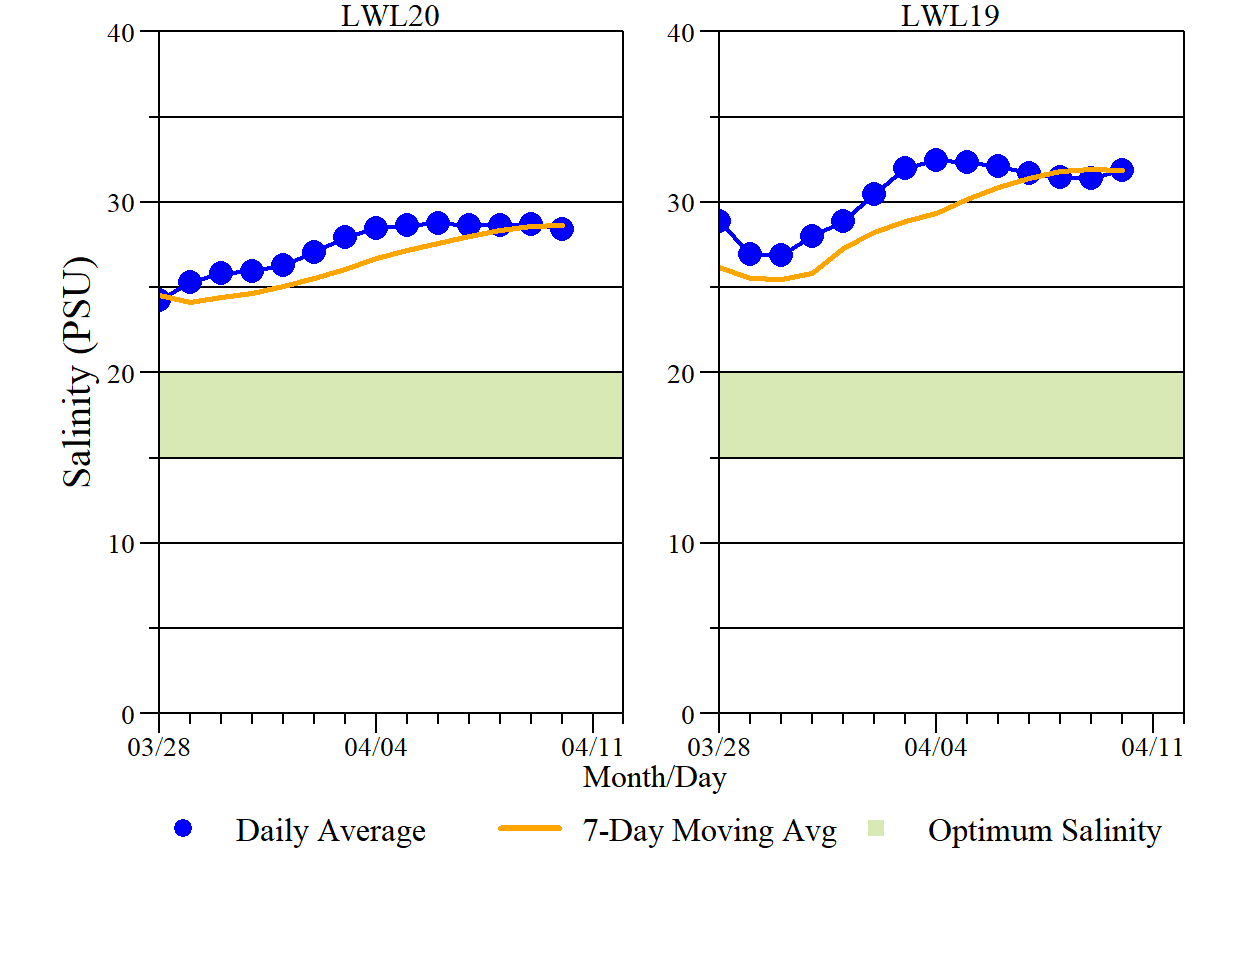 LWL20
LWL19
40
30
20
10
0
40
30
20
10
0
Salinity (PSU)
03/28
04/04
04/11
03/28
04/04
04/11
Month/Day
Daily Average
7-Day Moving Avg
Optimum Salinity